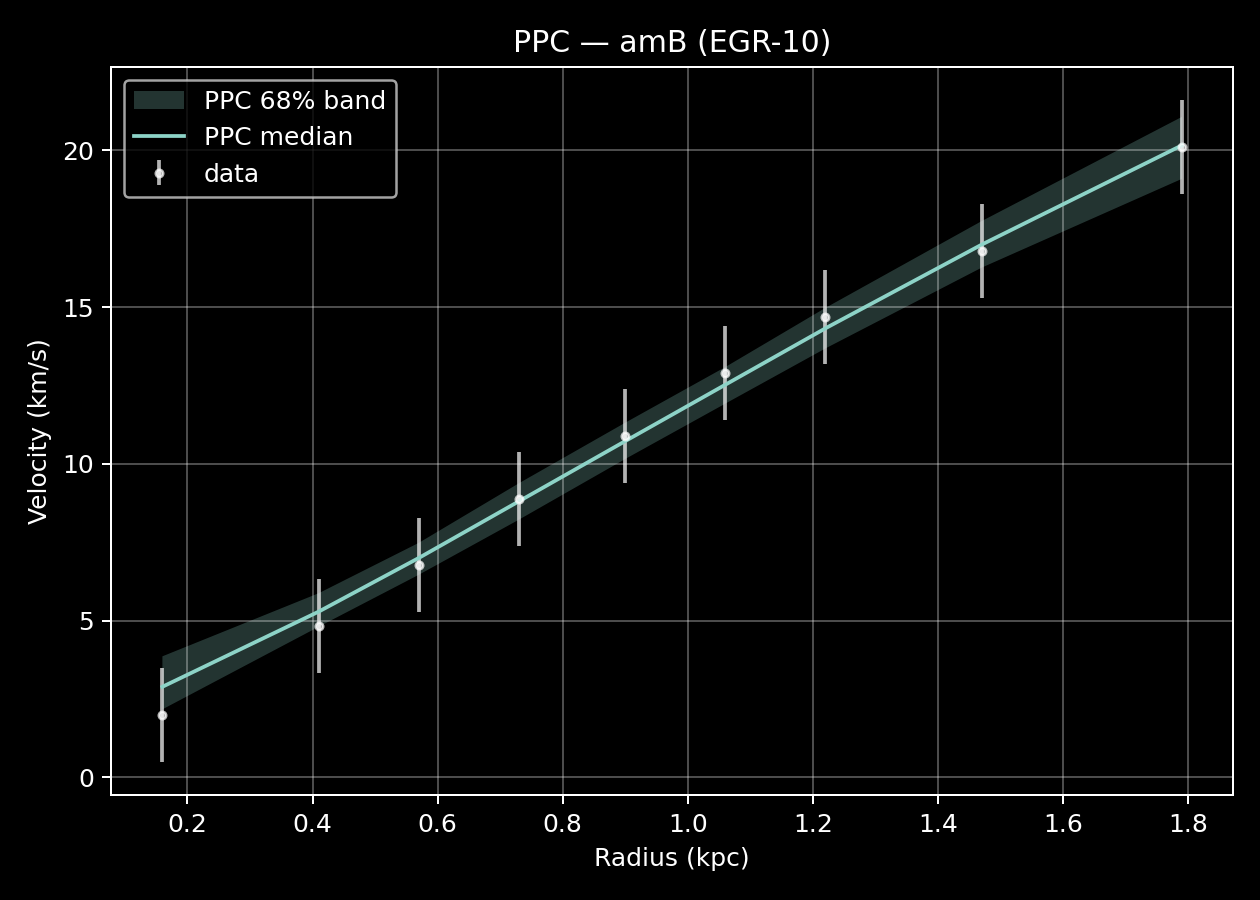 PPC — amB (EGR-10)
PPC 68% band
PPC median
data
20
15
10
5
0
Velocity (km/s)
0.2 0.4 0.6 0.8 1.0 1.2 1.4 1.6 1.8
Radius (kpc)